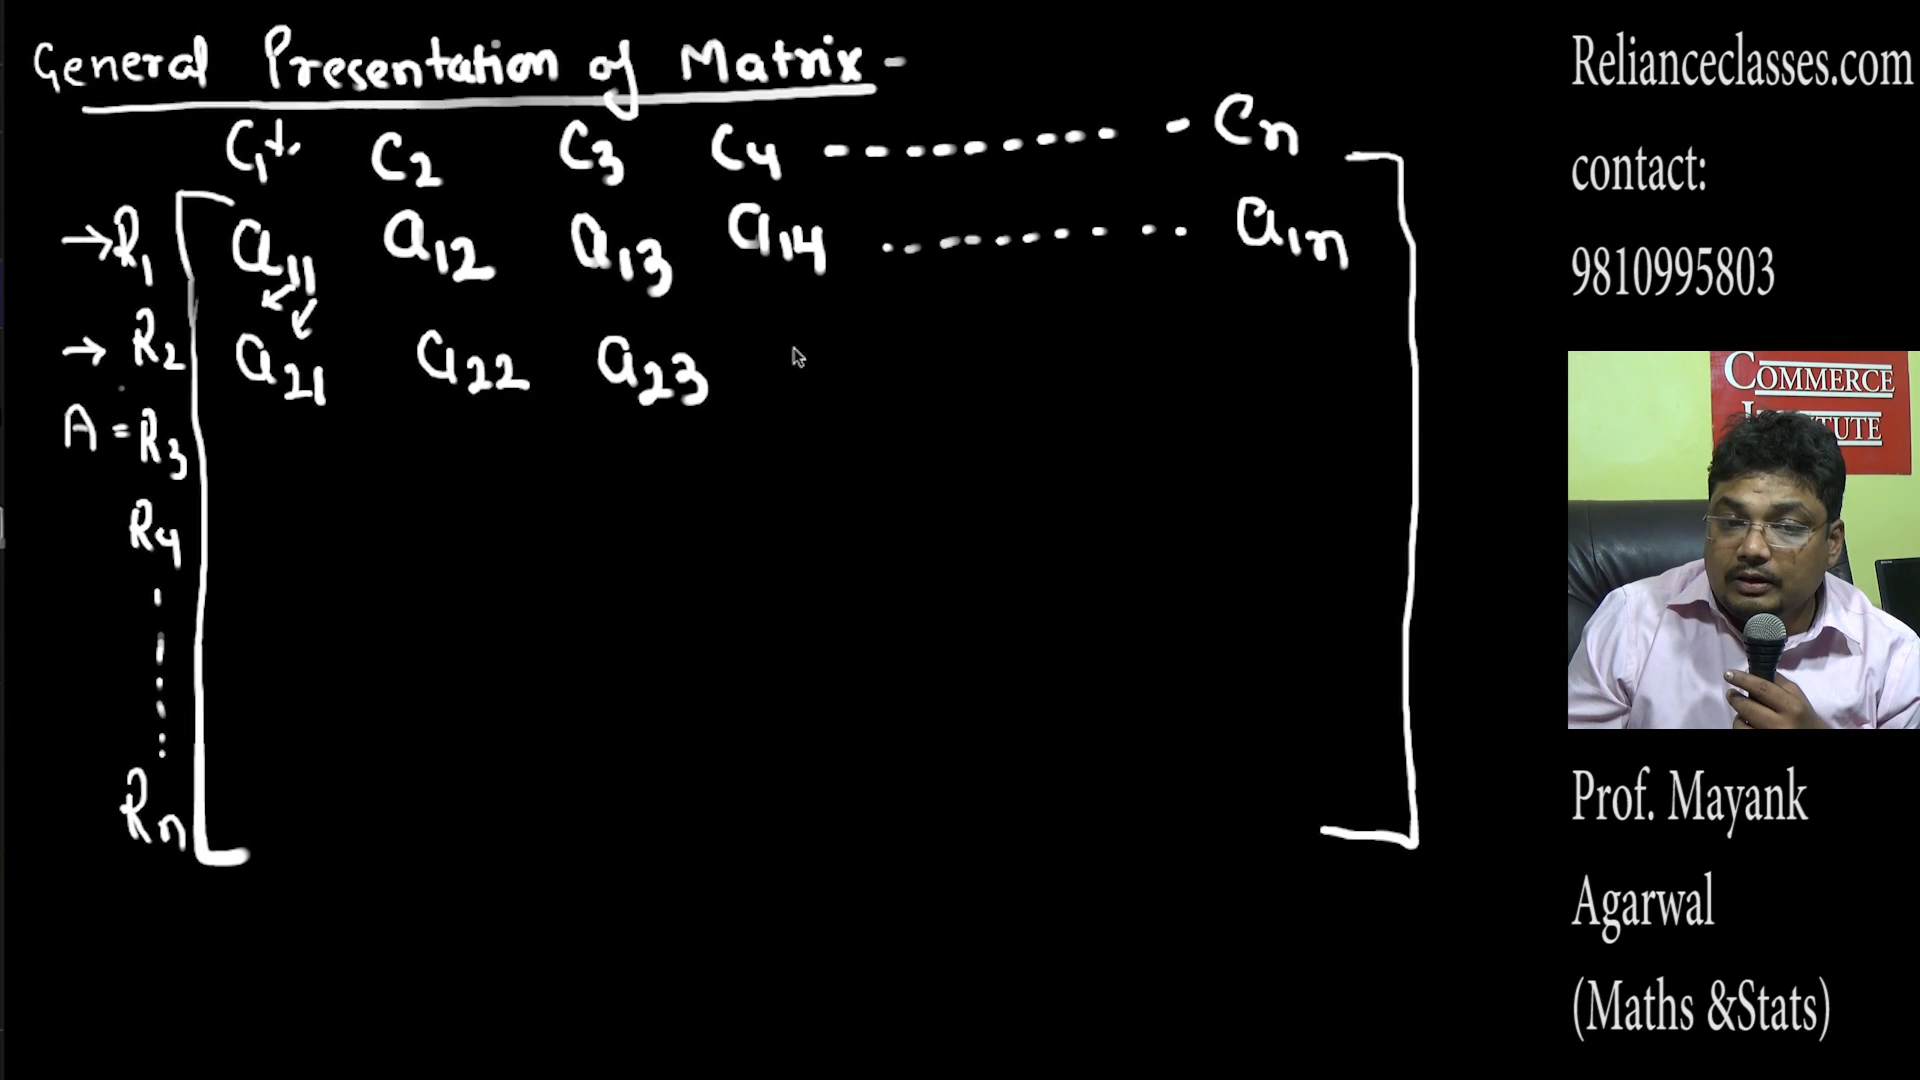 General Presentation of Matrix -
C1 C2 C3 C4 ----------- Cn
→R1 a11 a12 a13 a14 ........... a1n
→ R2 a21 a22 a23
A = R3
R4
Rn
Relianceclasses.com
contact:
9810995803
COMMERCE
Prof. Mayank
Agarwal
(Maths &Stats)